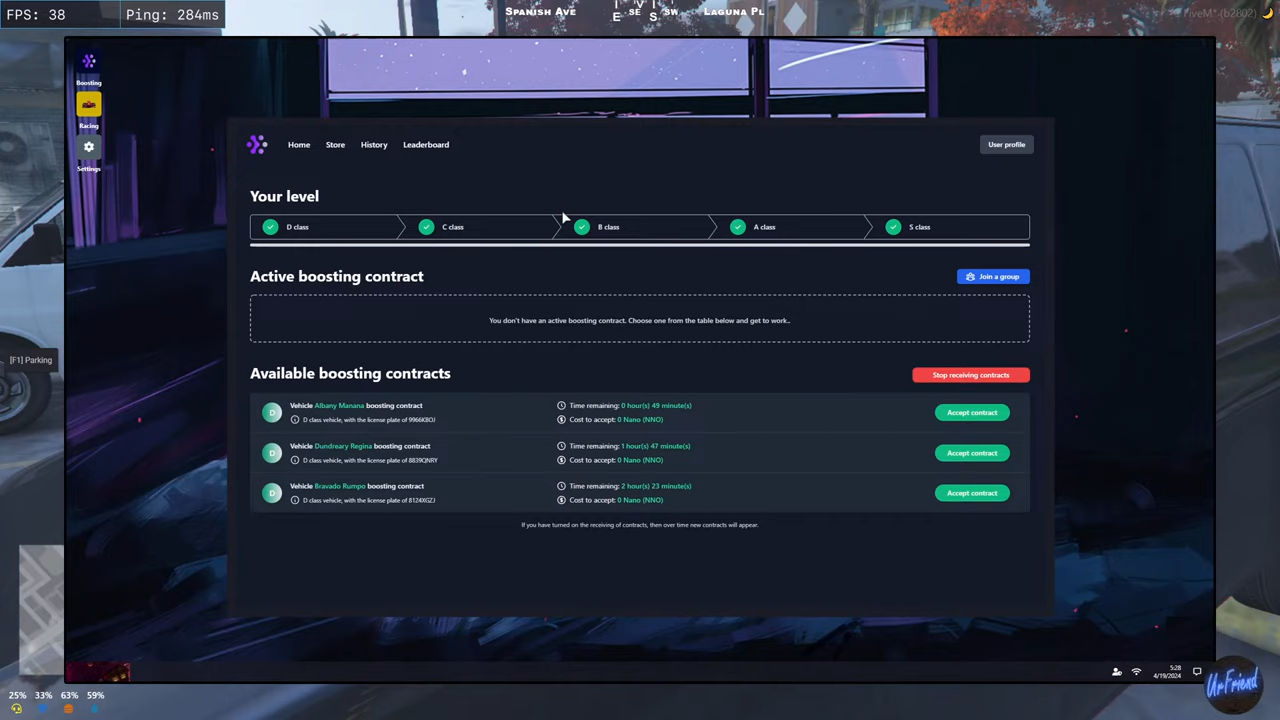 FPS: 38
Ping: 284ms
SPANISH AVE
E SE S SW
LAGUNA PL
FiveM* (b2802)
Boosting
Racing
Settings
Home Store History Leaderboard
User profile
Your level
D class
C class
B class
A class
S class
Active boosting contract
Join a group
You don't have an active boosting contract. Choose one from the table below and get to work..
Available boosting contracts
Stop receiving contracts
D
Vehicle Albany Manana boosting contract
D class vehicle, with the license plate of 9966KBOJ
Time remaining: 0 hour(s) 49 minute(s)
Cost to accept: 0 Nano (NNO)
Accept contract
D
Vehicle Dundreary Regina boosting contract
D class vehicle, with the license plate of 8839QNRY
Time remaining: 1 hour(s) 47 minute(s)
Cost to accept: 0 Nano (NNO)
Accept contract
D
Vehicle Bravado Rumpo boosting contract
D class vehicle, with the license plate of 8124XGZJ
Time remaining: 2 hour(s) 23 minute(s)
Cost to accept: 0 Nano (NNO)
Accept contract
If you have turned on the receiving of contracts, then over time new contracts will appear.
[F1] Parking
5:28
4/19/2024
25% 33% 63% 59%
UrFriend